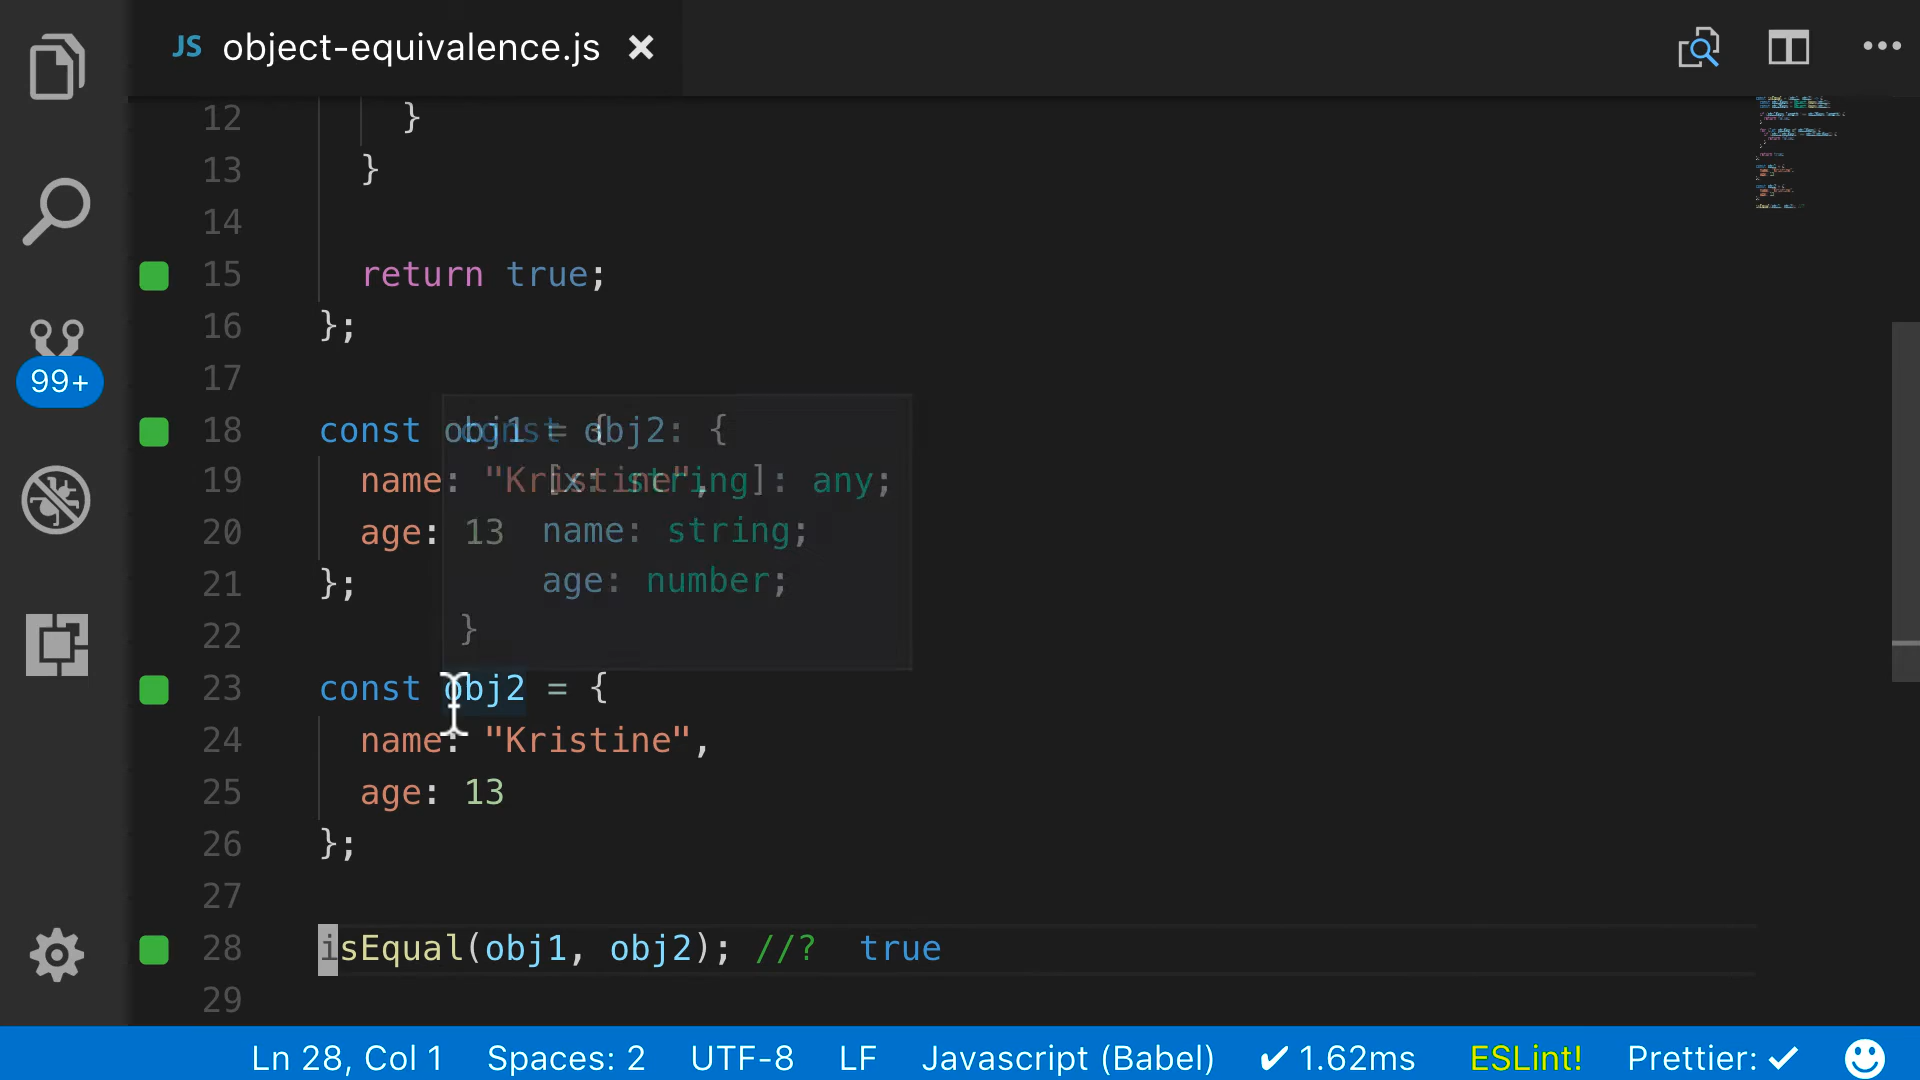 JS object-equivalence.js
12 }
13 }
14
15 return true;
16 };
17
18 const obj1 = {
const obj2: {
19 name: "Kristine",
[x: string]: any;
20 age: 13
name: string;
21 };
age: number;
22
}
23 const obj2 = {
24 name: "Kristine",
25 age: 13
26 };
27
28 isEqual(obj1, obj2); //? true
29
99+
Ln 28, Col 1 Spaces: 2 UTF-8 LF Javascript (Babel) ✔ 1.62ms ESLint! Prettier: ✓